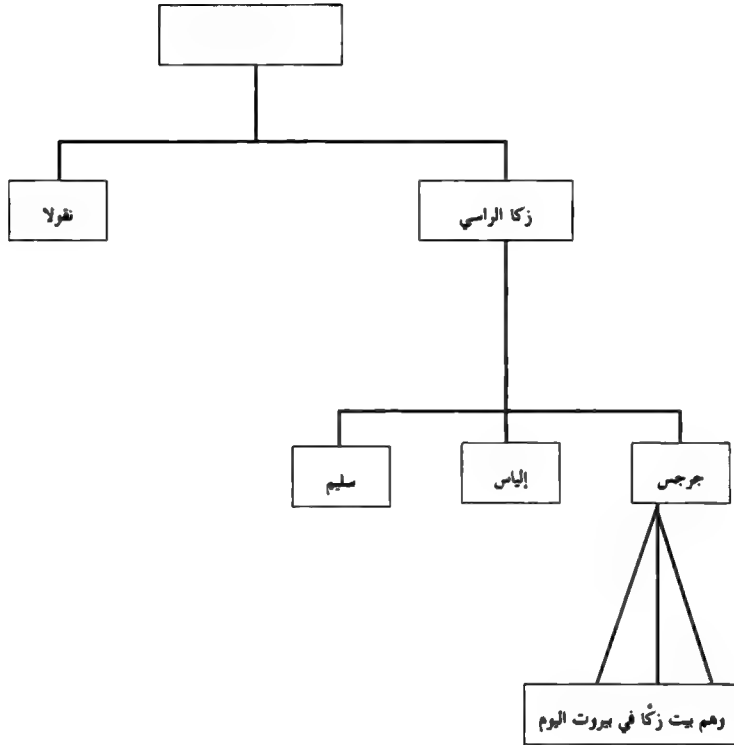 زكا الراسي
نقولا
جرجس
إلياس
سليم
وهم بيت زكّا في بيروت اليوم